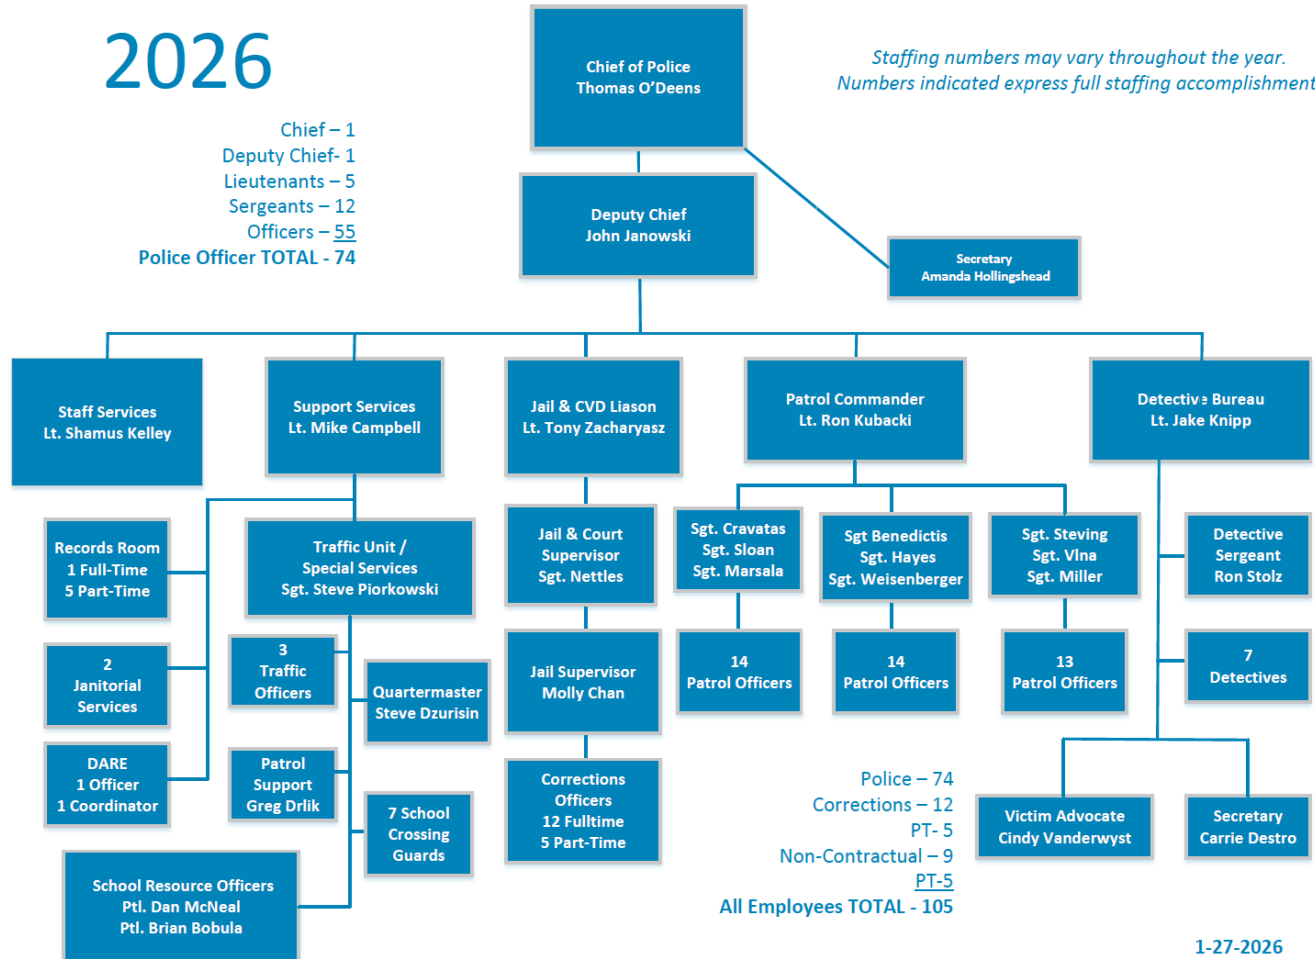 2026
Staffing numbers may vary throughout the year.
Numbers indicated express full staffing accomplishment
Chief – 1
Deputy Chief- 1
Lieutenants – 5
Sergeants – 12
Officers – 55
Police Officer TOTAL - 74
Chief of Police
Thomas O’Deens
Deputy Chief
John Janowski
Secretary
Amanda Hollingshead
Staff Services
Lt. Shamus Kelley
Support Services
Lt. Mike Campbell
Jail & CVD Liason
Lt. Tony Zacharyasz
Patrol Commander
Lt. Ron Kubacki
Detective Bureau
Lt. Jake Knipp
Records Room
1 Full-Time
5 Part-Time
Traffic Unit /
Special Services
Sgt. Steve Piorkowski
Jail & Court
Supervisor
Sgt. Nettles
Sgt. Cravatas
Sgt. Sloan
Sgt. Marsala
Sgt Benedictis
Sgt. Hayes
Sgt. Weisenberger
Sgt. Steving
Sgt. Vlna
Sgt. Miller
Detective
Sergeant
Ron Stolz
2
Janitorial
Services
3
Traffic
Officers
Quartermaster
Steve Dzurisin
Jail Supervisor
Molly Chan
14
Patrol Officers
14
Patrol Officers
13
Patrol Officers
7
Detectives
DARE
1 Officer
1 Coordinator
Patrol
Support
Greg Drlik
7 School
Crossing
Guards
Corrections
Officers
12 Fulltime
5 Part-Time
Victim Advocate
Cindy Vanderwyst
Secretary
Carrie Destro
School Resource Officers
Ptl. Dan McNeal
Ptl. Brian Bobula
Police – 74
Corrections – 12
PT- 5
Non-Contractual – 9
PT-5
All Employees TOTAL - 105
1-27-2026